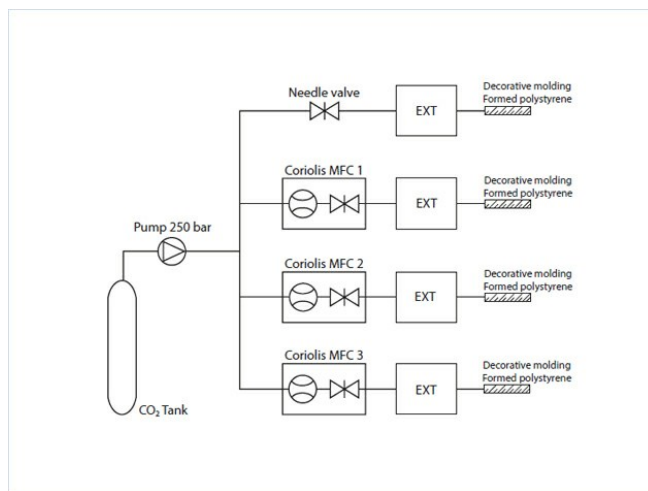 Needle valve
EXT
Decorative molding
Formed polystyrene
Coriolis MFC 1
EXT
Decorative molding
Formed polystyrene
Pump 250 bar
Coriolis MFC 2
EXT
Decorative molding
Formed polystyrene
Coriolis MFC 3
EXT
Decorative molding
Formed polystyrene
CO₂ Tank